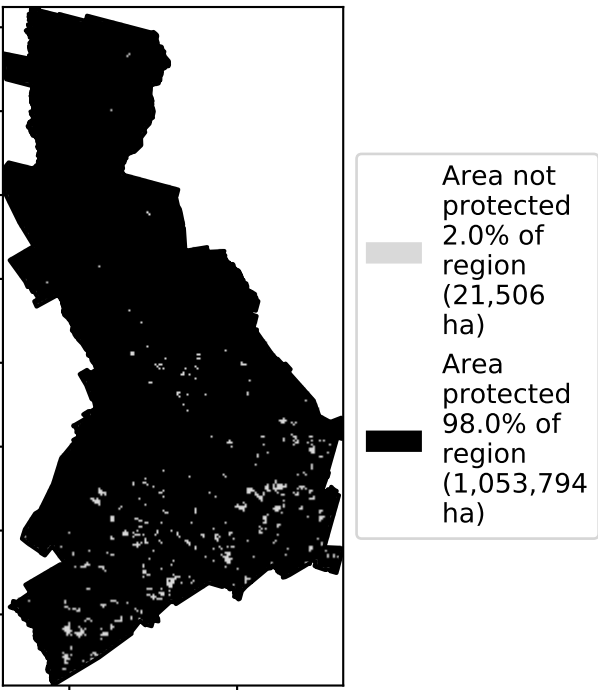 Area not
protected
2.0% of
region
(21,506
ha)
Area
protected
98.0% of
region
(1,053,794
ha)